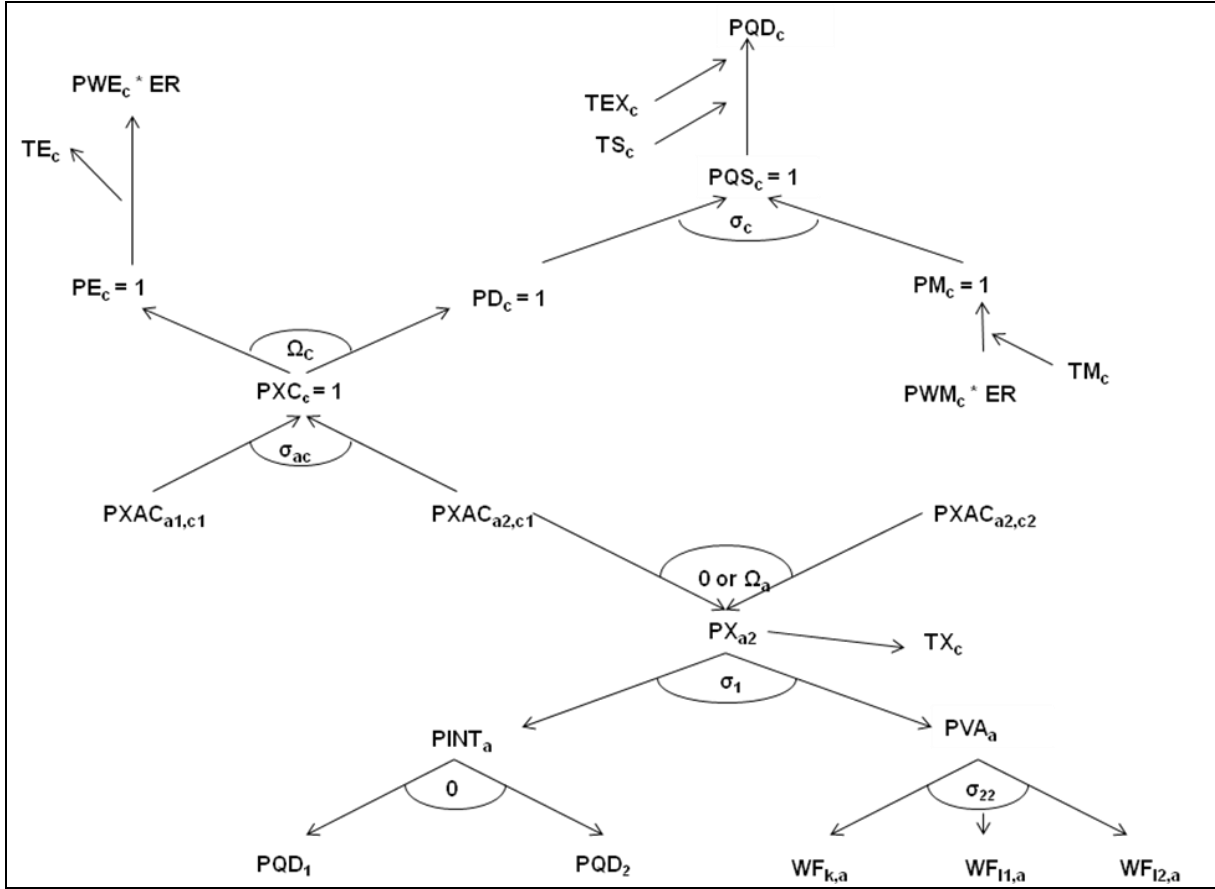 PQD_c
PWE_c * ER
TEX_c
TE_c
TS_c
PQS_c = 1
σ_c
PE_c = 1
PD_c = 1
PM_c = 1
Ω_C
TM_c
PXC_c = 1
PWM_c * ER
σ_ac
PXAC_a1,c1
PXAC_a2,c1
PXAC_a2,c2
0 or Ω_a
PX_a2
TX_c
σ_1
PINT_a
PVA_a
0
σ_22
PQD_1
PQD_2
WF_k,a
WF_l1,a
WF_l2,a